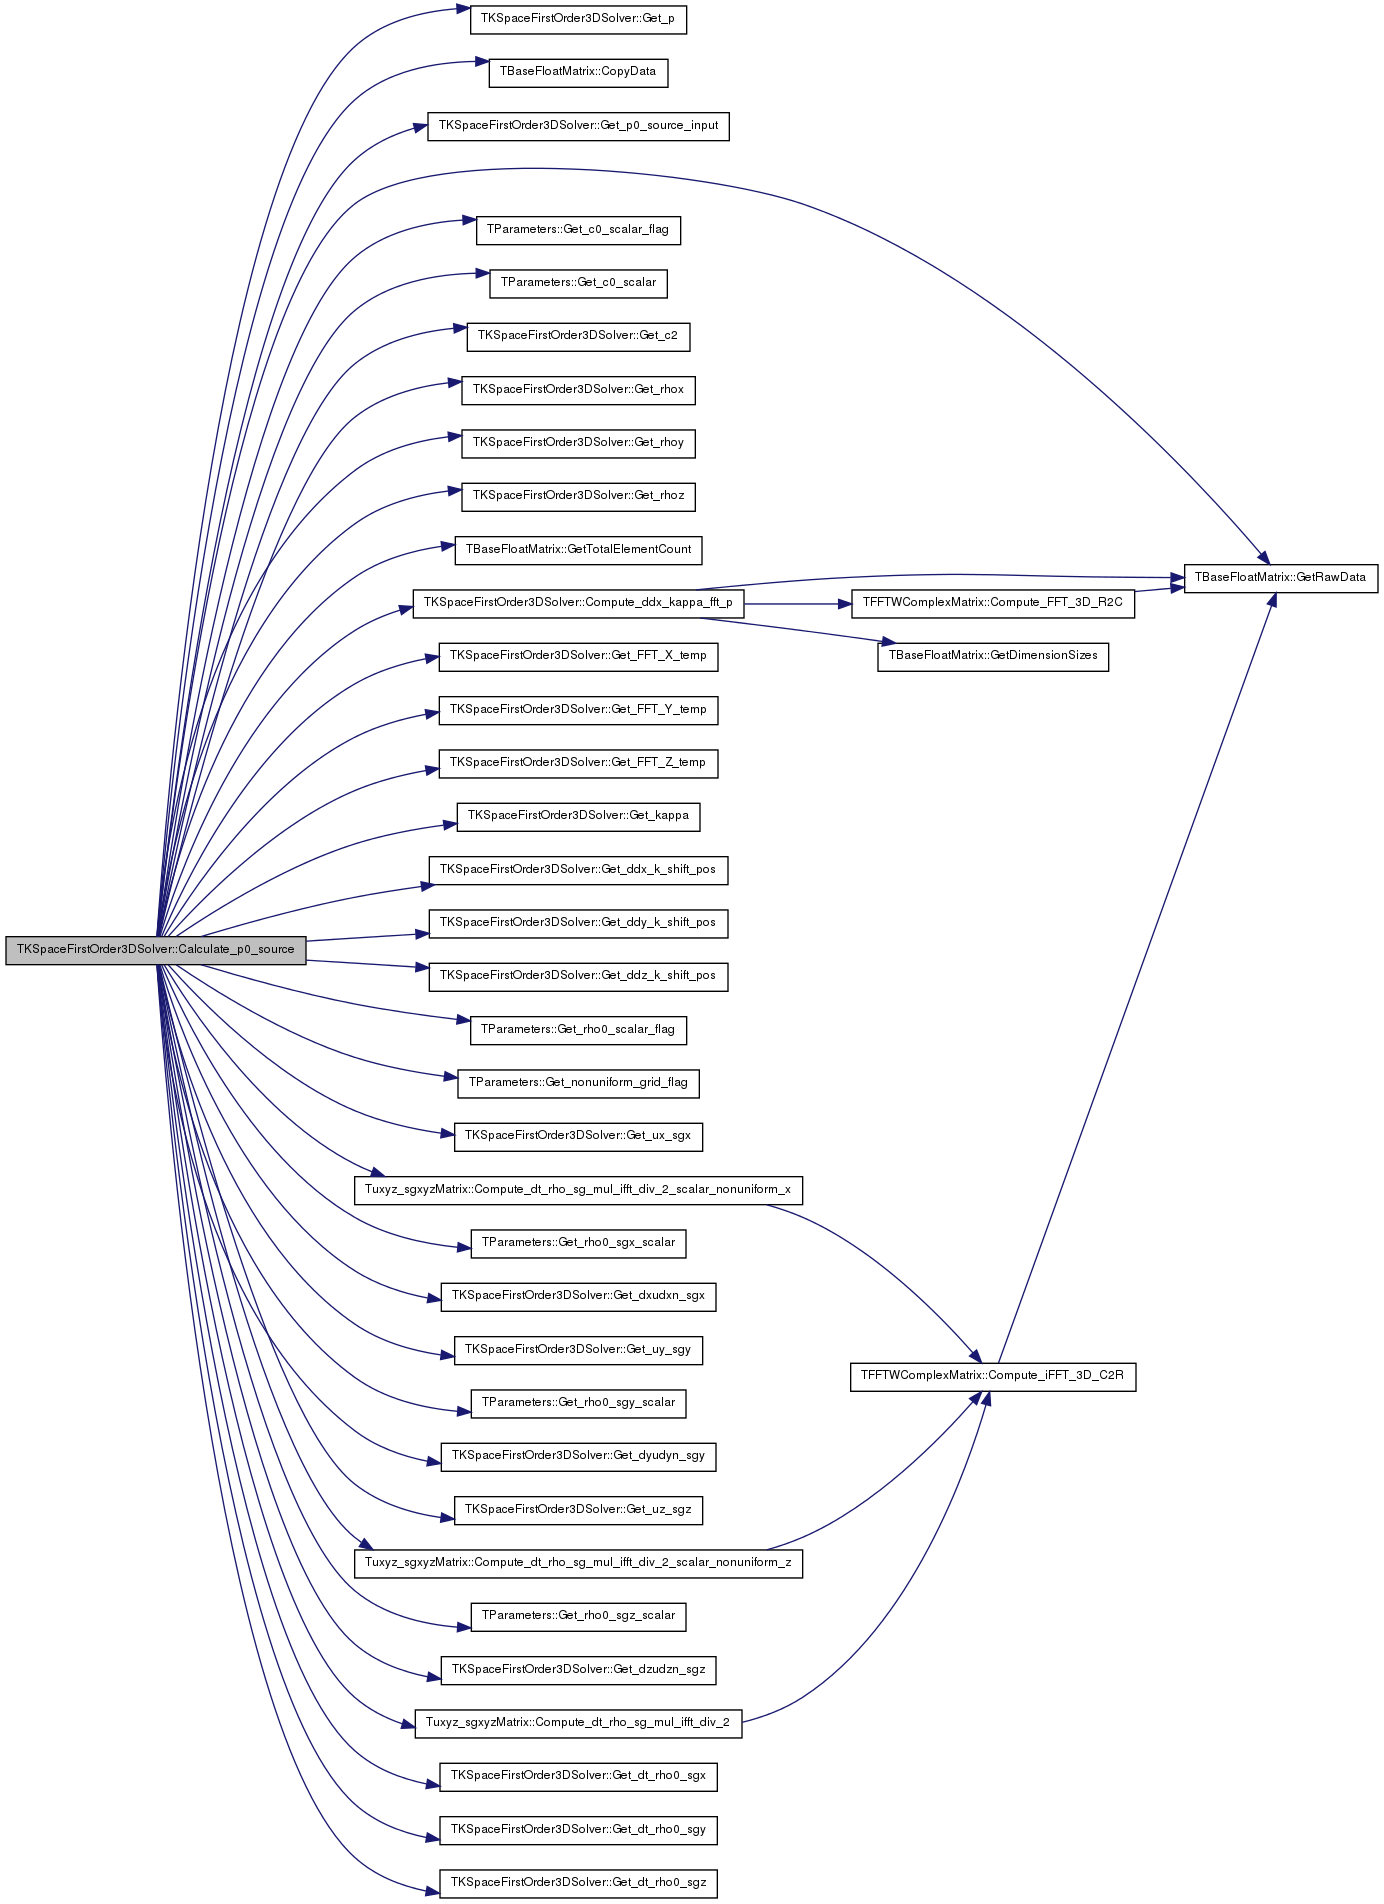 TKSpaceFirstOrder3DSolver::Get_p
TBaseFloatMatrix::CopyData
TKSpaceFirstOrder3DSolver::Get_p0_source_input
TParameters::Get_c0_scalar_flag
TParameters::Get_c0_scalar
TKSpaceFirstOrder3DSolver::Get_c2
TKSpaceFirstOrder3DSolver::Get_rhox
TKSpaceFirstOrder3DSolver::Get_rhoy
TKSpaceFirstOrder3DSolver::Get_rhoz
TBaseFloatMatrix::GetTotalElementCount
TBaseFloatMatrix::GetRawData
TKSpaceFirstOrder3DSolver::Compute_ddx_kappa_fft_p
TFFTWComplexMatrix::Compute_FFT_3D_R2C
TKSpaceFirstOrder3DSolver::Get_FFT_X_temp
TBaseFloatMatrix::GetDimensionSizes
TKSpaceFirstOrder3DSolver::Get_FFT_Y_temp
TKSpaceFirstOrder3DSolver::Get_FFT_Z_temp
TKSpaceFirstOrder3DSolver::Get_kappa
TKSpaceFirstOrder3DSolver::Get_ddx_k_shift_pos
TKSpaceFirstOrder3DSolver::Get_ddy_k_shift_pos
TKSpaceFirstOrder3DSolver::Calculate_p0_source
TKSpaceFirstOrder3DSolver::Get_ddz_k_shift_pos
TParameters::Get_rho0_scalar_flag
TParameters::Get_nonuniform_grid_flag
TKSpaceFirstOrder3DSolver::Get_ux_sgx
Tuxyz_sgxyzMatrix::Compute_dt_rho_sg_mul_ifft_div_2_scalar_nonuniform_x
TParameters::Get_rho0_sgx_scalar
TKSpaceFirstOrder3DSolver::Get_dxudxn_sgx
TKSpaceFirstOrder3DSolver::Get_uy_sgy
TFFTWComplexMatrix::Compute_iFFT_3D_C2R
TParameters::Get_rho0_sgy_scalar
TKSpaceFirstOrder3DSolver::Get_dyudyn_sgy
TKSpaceFirstOrder3DSolver::Get_uz_sgz
Tuxyz_sgxyzMatrix::Compute_dt_rho_sg_mul_ifft_div_2_scalar_nonuniform_z
TParameters::Get_rho0_sgz_scalar
TKSpaceFirstOrder3DSolver::Get_dzudzn_sgz
Tuxyz_sgxyzMatrix::Compute_dt_rho_sg_mul_ifft_div_2
TKSpaceFirstOrder3DSolver::Get_dt_rho0_sgx
TKSpaceFirstOrder3DSolver::Get_dt_rho0_sgy
TKSpaceFirstOrder3DSolver::Get_dt_rho0_sgz